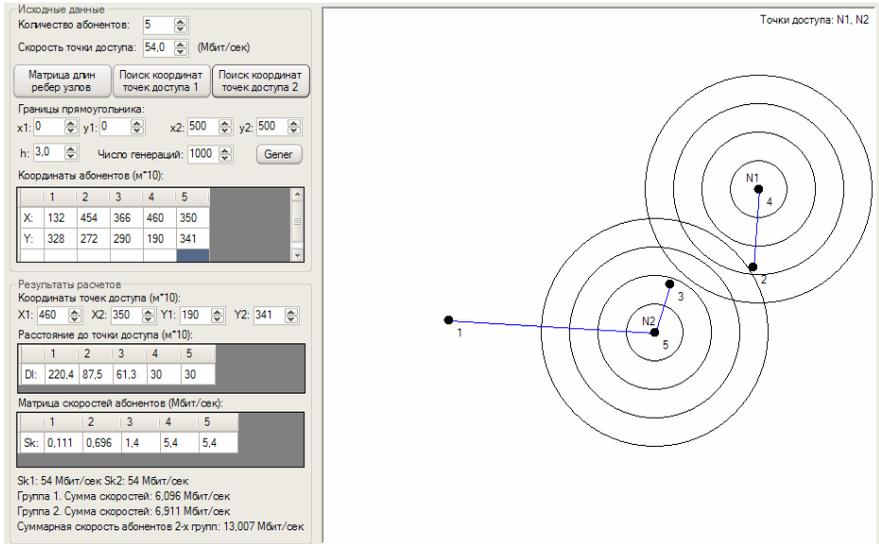 Исходные данные
Количество абонентов: 5
Скорость точки доступа: 54,0 (Мбит/сек)
Матрица длин ребер узлов
Поиск координат точек доступа 1
Поиск координат точек доступа 2
Границы прямоугольника:
x1: 0 y1: 0 x2: 500 y2: 500
h: 3,0 Число генераций: 1000 Gener
Координаты абонентов (м*10):
1 2 3 4 5
X: 132 454 366 460 350
Y: 328 272 290 190 341
Результаты расчетов
Координаты точек доступа (м*10):
X1: 460 X2: 350 Y1: 190 Y2: 341
Расстояние до точки доступа (м*10):
1 2 3 4 5
Dl: 220,4 87,5 61,3 30 30
Матрица скоростей абонентов (Мбит/сек):
1 2 3 4 5
Sk: 0,111 0,696 1,4 5,4 5,4
Sk1: 54 Мбит/сек Sk2: 54 Мбит/сек
Группа 1. Сумма скоростей: 6,096 Мбит/сек
Группа 2. Сумма скоростей: 6,911 Мбит/сек
Суммарная скорость абонентов 2-х групп: 13,007 Мбит/сек
Точки доступа: N1, N2
N1
4
2
3
N2
5
1